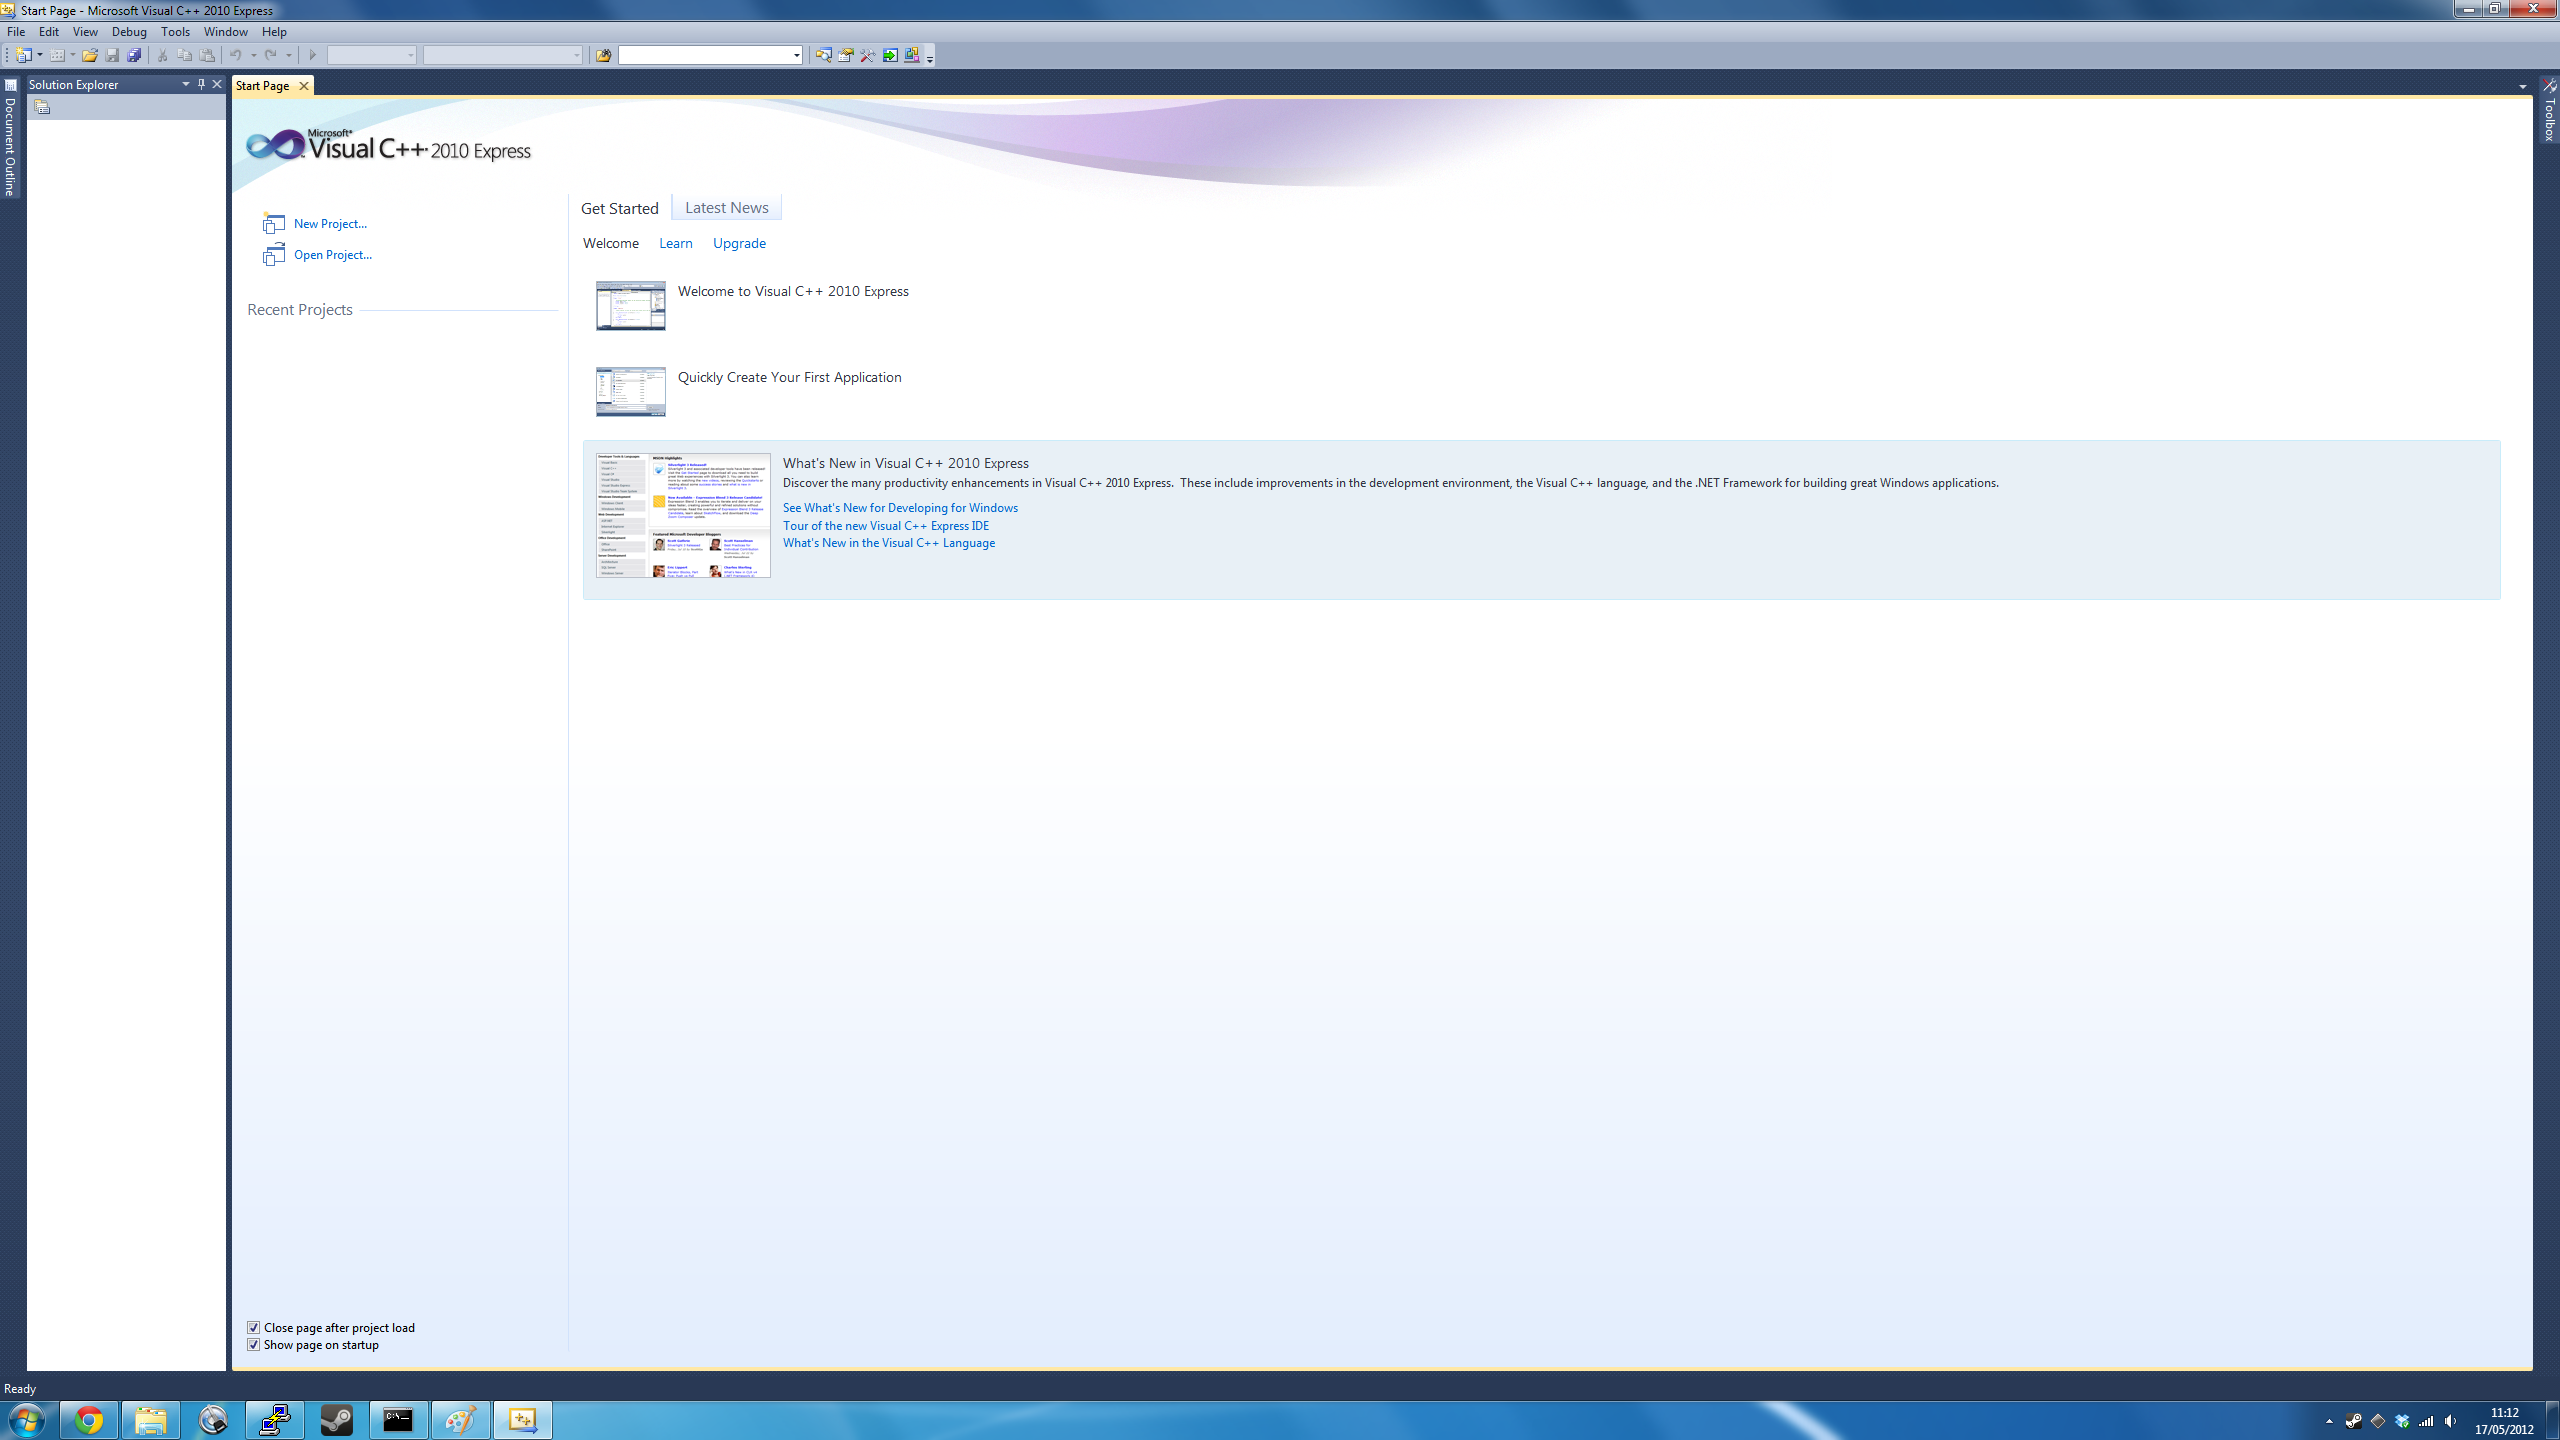 Start Page - Microsoft Visual C++ 2010 Express
File Edit View Debug Tools Window Help
Solution Explorer
Start Page
Document Outline
Toolbox
Microsoft
Visual C++ 2010 Express
New Project...
Open Project...
Recent Projects
Get Started Latest News
Welcome Learn Upgrade
Welcome to Visual C++ 2010 Express
Quickly Create Your First Application
What's New in Visual C++ 2010 Express
Discover the many productivity enhancements in Visual C++ 2010 Express. These include improvements in the development environment, the Visual C++ language, and the .NET Framework for building great Windows applications.
See What's New for Developing for Windows
Tour of the new Visual C++ Express IDE
What's New in the Visual C++ Language
Close page after project load
Show page on startup
Ready
C:\_
11:12
17/05/2012